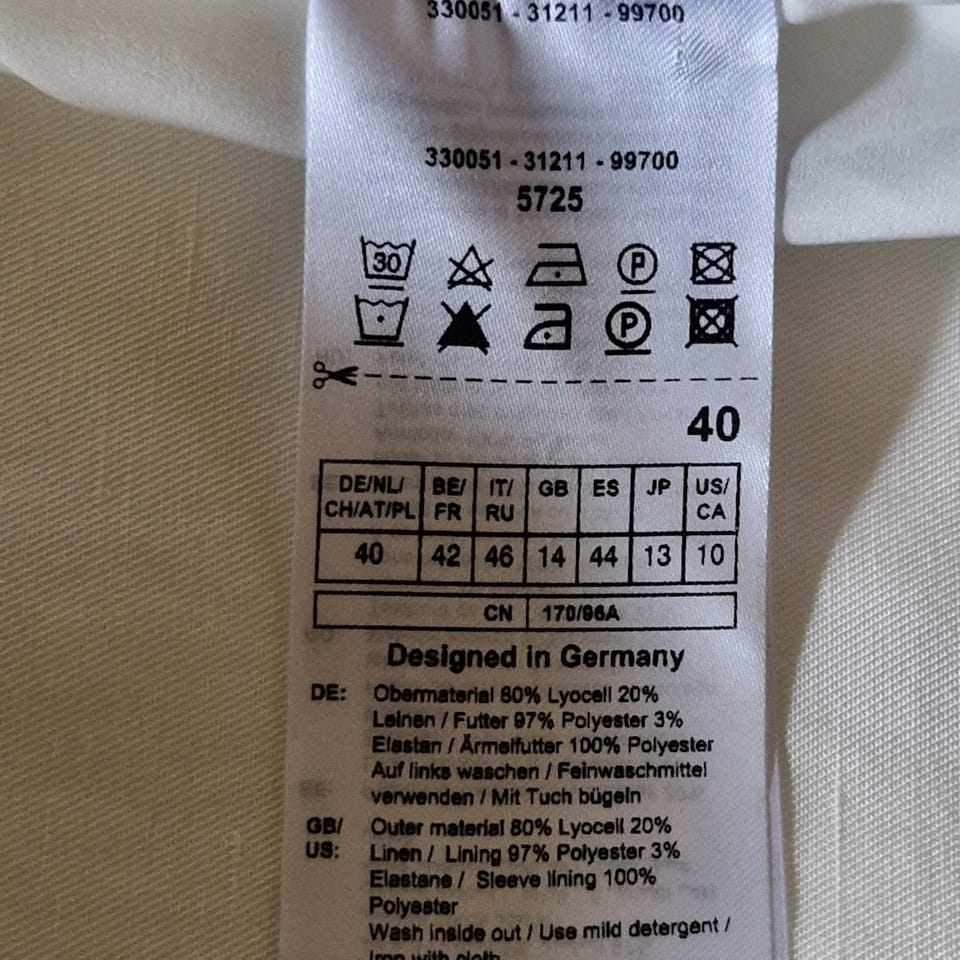 330051 - 31211 - 99700
330051 - 31211 - 99700
5725
30 P
P
40
DE/NL/ CH/AT/PL BE/ FR IT/ RU GB ES JP US/ CA
40 42 46 14 44 13 10
CN 170/96A
Designed in Germany
DE: Obermaterial 80% Lyocell 20%
Leinen / Futter 97% Polyester 3%
Elastan / Ärmelfutter 100% Polyester
Auf links waschen / Feinwaschmittel
verwenden / Mit Tuch bügeln
GB/ Outer material 80% Lyocell 20%
US: Linen / Lining 97% Polyester 3%
Elastane / Sleeve lining 100%
Polyester
Wash inside out / Use mild detergent /
Iron with cloth